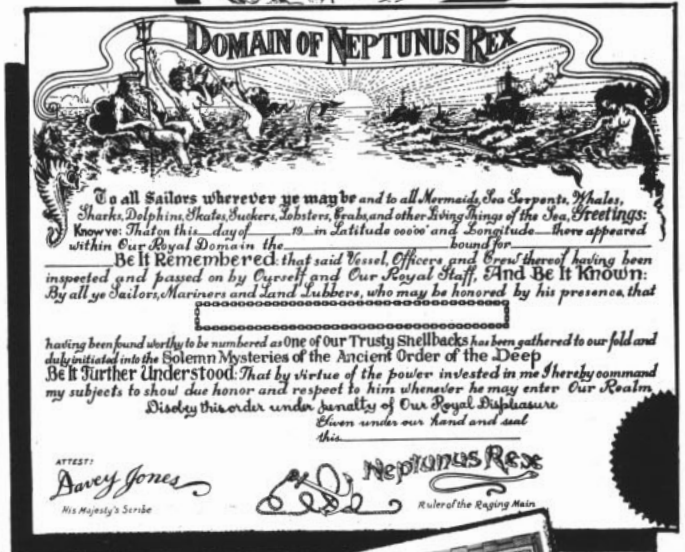 DOMAIN OF NEPTUNUS REX
To all Sailors wherever ye may be and to all Mermaids, Sea Serpents, Whales,
Sharks, Dolphins, Skates, Suckers, Lobsters, Crabs, and other Living Things of the Sea, Greetings:
Know ye: That on this ___ day of ______ 19__ in Latitude 000°00' and Longitude ___ there appeared
within Our Royal Domain the ______ bound for ______
______ Be It Remembered: that said Vessel, Officers and Crew thereof having been
inspected and passed on by Ourself and Our Royal Staff, And Be It Known:
By all ye Sailors, Mariners and Land Lubbers, who may be honored by his presence, that
having been found worthy to be numbered as One of our Trusty Shellbacks has been gathered to our fold and
duly initiated into the Solemn Mysteries of the Ancient Order of the Deep
Be It Further Understood: That by virtue of the power invested in me I hereby command
my subjects to show due honor and respect to him whenever he may enter Our Realm
Disobey this order under penalty of Our Royal Displeasure
Given under our hand and seal
this ______
ATTEST:
Davey Jones
His Majesty's Scribe
Neptunus Rex
Ruler of the Raging Main